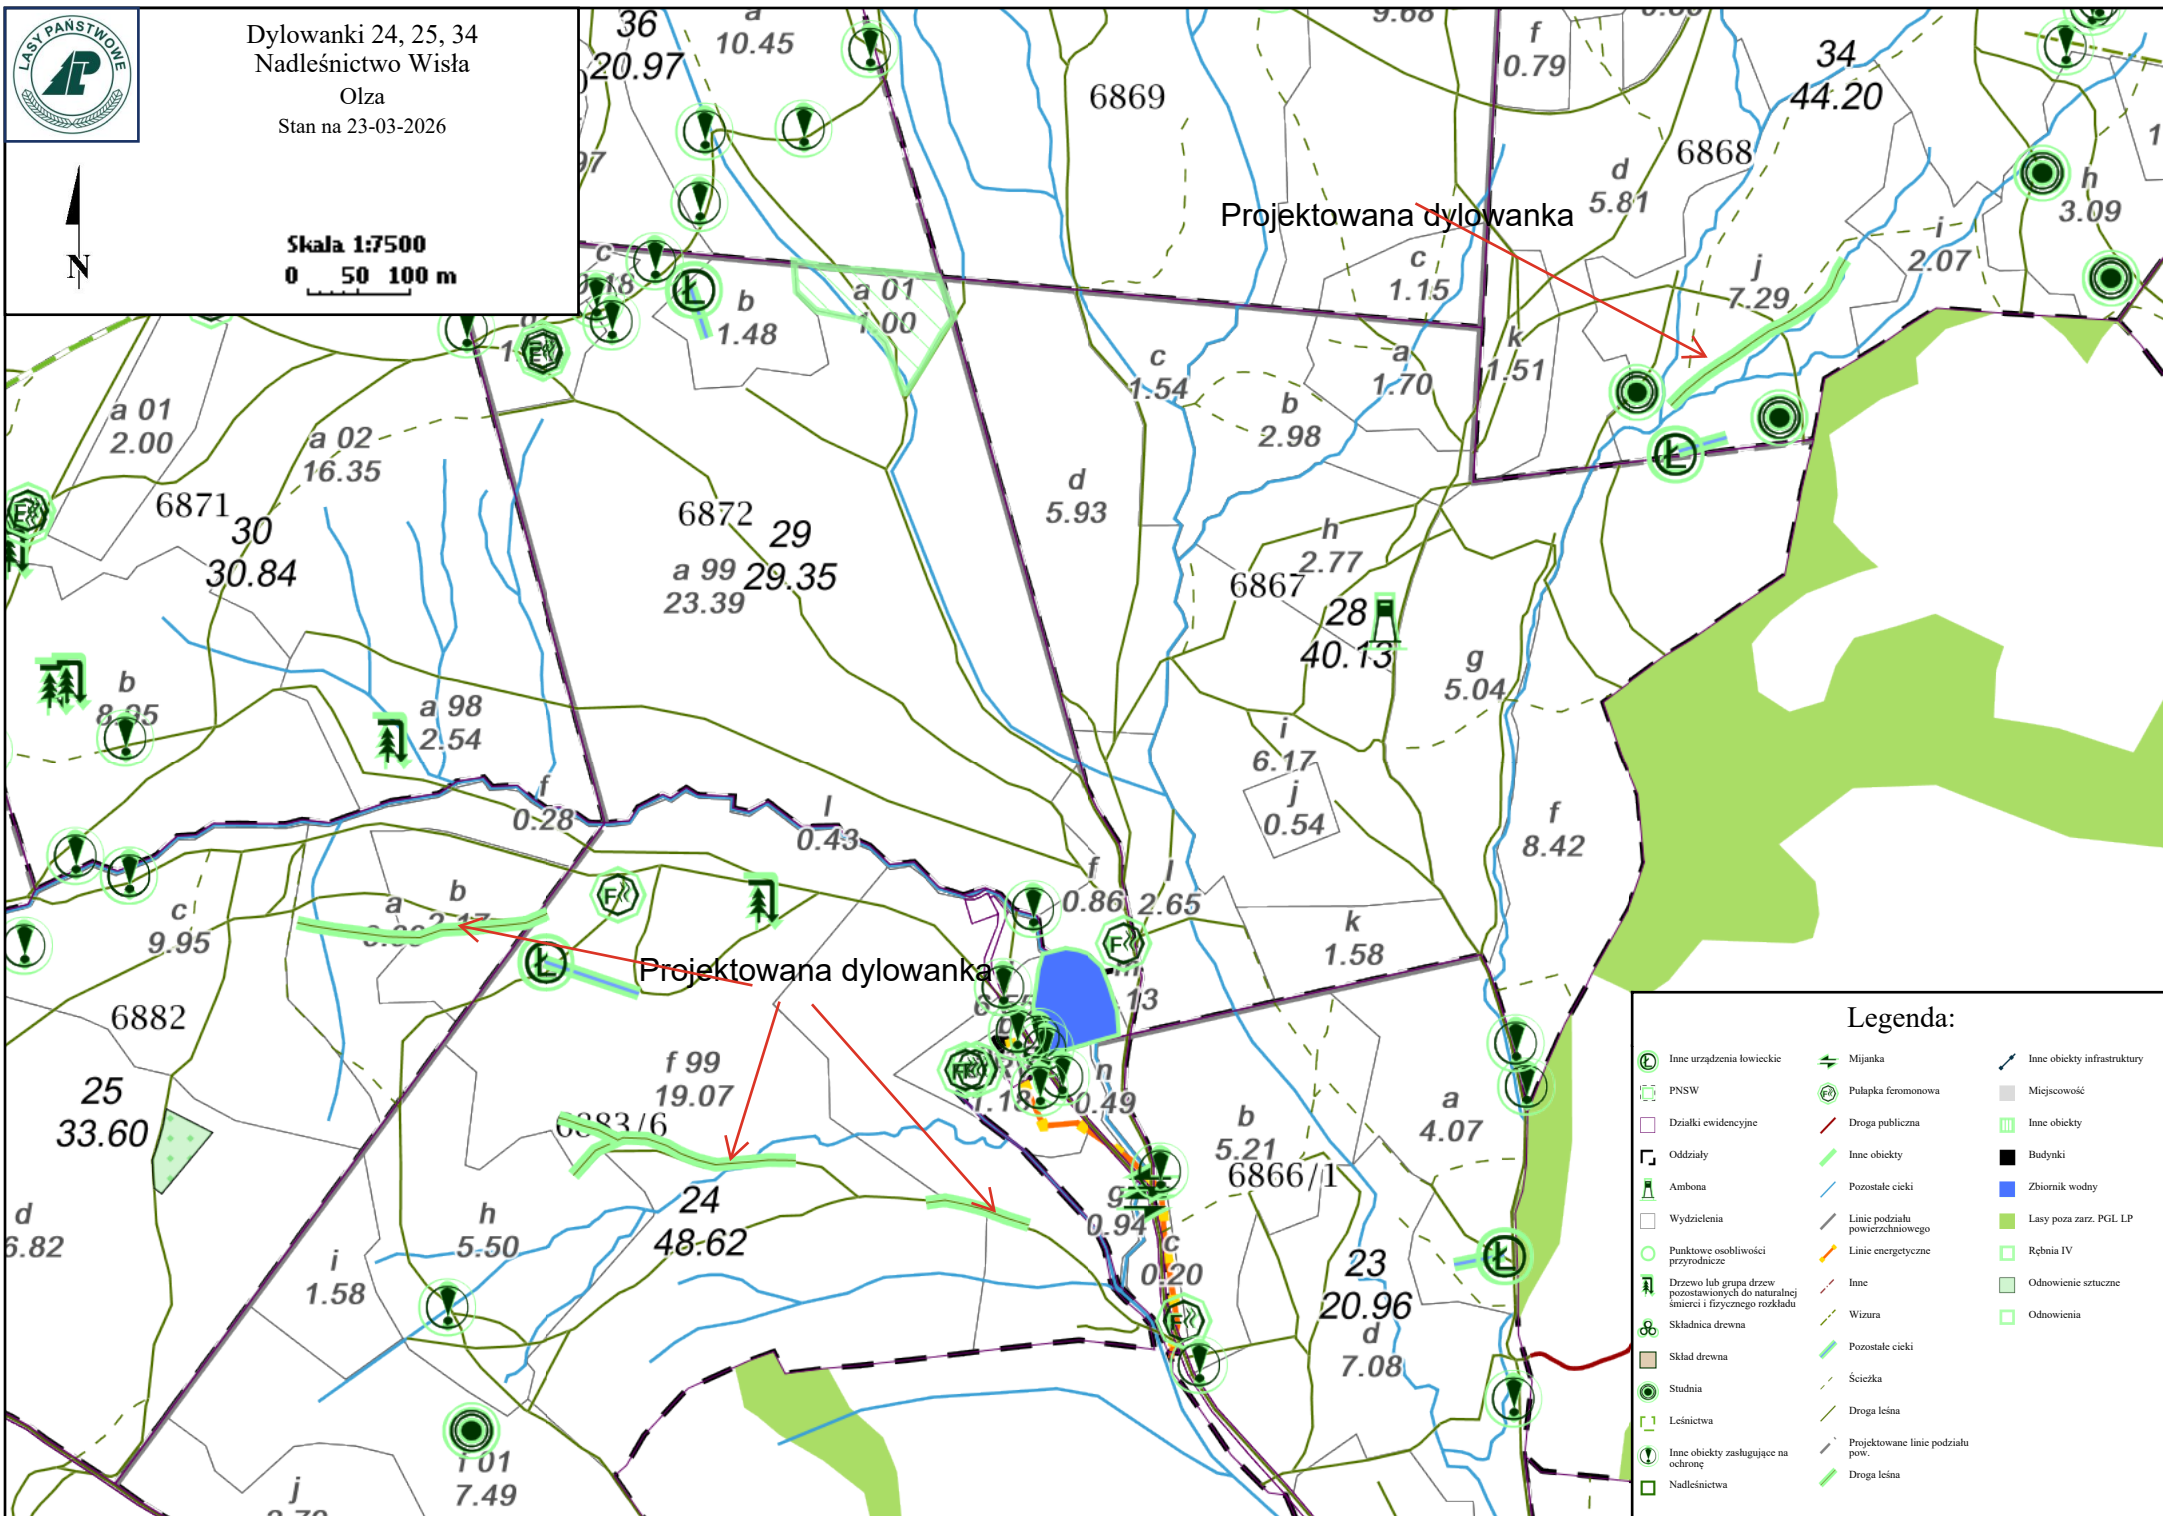 LASY PAŃSTWOWE
Dylowanki 24, 25, 34
Nadleśnictwo Wisła
Olza
Stan na 23-03-2026
N
Skala 1:7500
0 50 100 m
36
20.97
a
10.45
9.68
f
0.79
34
44.20
6869
6868
d
5.81
h
3.09
i
2.07
j
7.29
Projektowana dylowanka
c
1.15
k
1.51
a
1.70
c
1.54
b
2.98
b
1.48
a 01
1.00
a 01
2.00
a 02
16.35
6871
30
30.84
6872
29
29.35
a 99
23.39
d
5.93
h
2.77
6867
28
40.13
g
5.04
i
6.17
j
0.54
f
8.42
b
8.95
a 98
2.54
f
0.28
l
0.43
f
0.86
l
2.65
k
1.58
a
b
c
9.95
Projektowana dylowanka
6882
25
33.60
f 99
19.07
6883/6
24
48.62
n
0.49
b
5.21
6866/1
a
4.07
g
0.94
c
0.20
23
20.96
d
7.08
d
6.82
h
5.50
i
1.58
i 01
7.49
j
Legenda:
Inne urządzenia łowieckie
PNSW
Działki ewidencyjne
Oddziały
Ambona
Wydzielenia
Punktowe osobliwości
przyrodnicze
Drzewo lub grupa drzew
pozostawionych do naturalnej
śmierci i fizycznego rozkładu
Składnica drewna
Skład drewna
Studnia
Leśnictwa
Inne obiekty zasługujące na
ochronę
Nadleśnictwa
Mijanka
Pułapka feromonowa
Droga publiczna
Inne obiekty
Pozostałe cieki
Linie podziału
powierzchniowego
Linie energetyczne
Inne
Wizura
Pozostałe cieki
Ścieżka
Droga leśna
Projektowane linie podziału
pow.
Droga leśna
Inne obiekty infrastruktury
Miejscowość
Inne obiekty
Budynki
Zbiornik wodny
Lasy poza zarz. PGL LP
Rębnia IV
Odnowienie sztuczne
Odnowienia